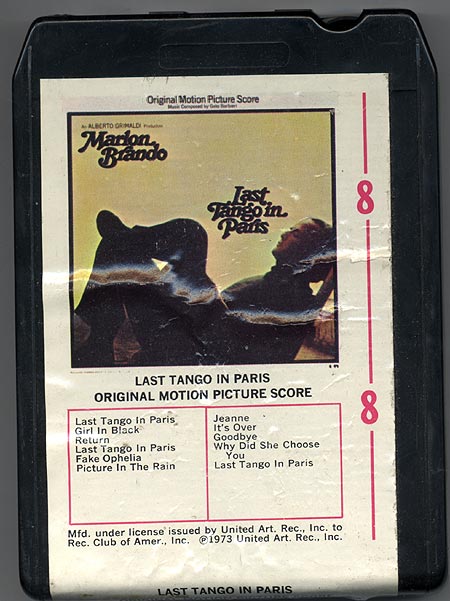 Original Motion Picture Score
Music Composed by Gato Barbieri
An ALBERTO GRIMALDI Production
Marlon
Brando
Last
Tango in
Paris
8
8
LAST TANGO IN PARIS
ORIGINAL MOTION PICTURE SCORE
Last Tango In Paris
Girl In Black
Return
Last Tango In Paris
Fake Ophelia
Picture In The Rain
Jeanne
It's Over
Goodbye
Why Did She Choose
You
Last Tango In Paris
Mfd. under license issued by United Art. Rec., Inc. to
Rec. Club of Amer., Inc. ℗1973 United Art. Rec., Inc.
LAST TANGO IN PARIS